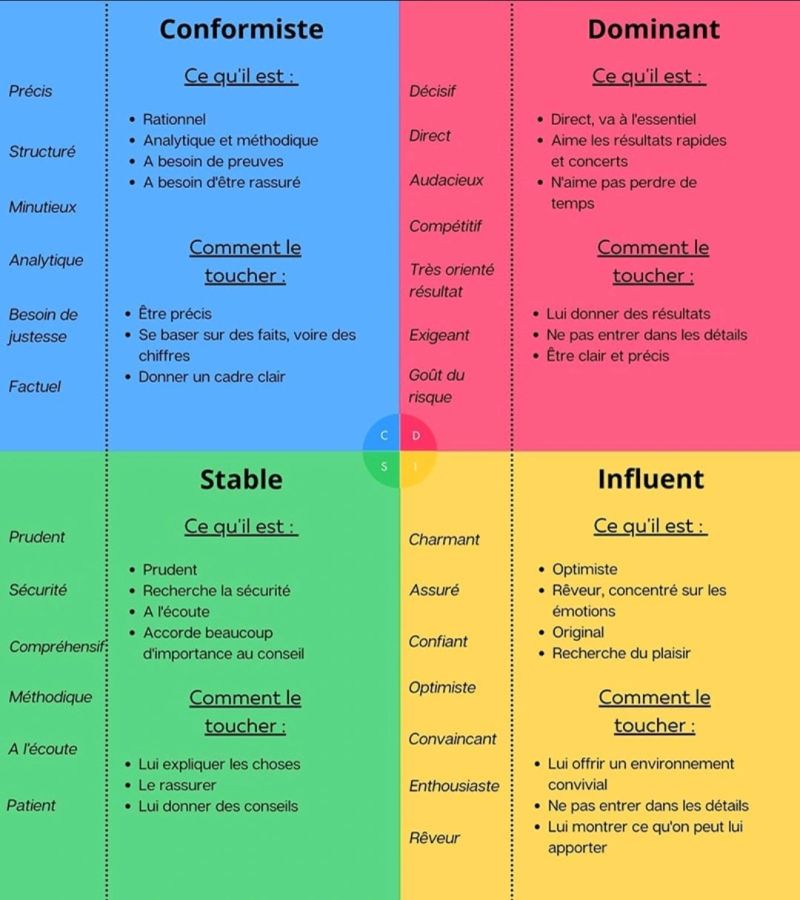 Conformiste
Précis
Structuré
Minutieux
Analytique
Besoin de
justesse
Factuel
Ce qu'il est :
• Rationnel
• Analytique et méthodique
• A besoin de preuves
• A besoin d'être rassuré
Comment le
toucher :
• Être précis
• Se baser sur des faits, voire des
chiffres
• Donner un cadre clair
Dominant
Décisif
Direct
Audacieux
Compétitif
Très orienté
résultat
Exigeant
Goût du
risque
Ce qu'il est :
• Direct, va à l'essentiel
• Aime les résultats rapides
et concerts
• N'aime pas perdre de
temps
Comment le
toucher :
• Lui donner des résultats
• Ne pas entrer dans les détails
• Être clair et précis
C D
S I
Stable
Prudent
Sécurité
Compréhensif
Méthodique
A l'écoute
Patient
Ce qu'il est :
• Prudent
• Recherche la sécurité
• A l'écoute
• Accorde beaucoup
d'importance au conseil
Comment le
toucher :
• Lui expliquer les choses
• Le rassurer
• Lui donner des conseils
Influent
Charmant
Assuré
Confiant
Optimiste
Convaincant
Enthousiaste
Rêveur
Ce qu'il est :
• Optimiste
• Rêveur, concentré sur les
émotions
• Original
• Recherche du plaisir
Comment le
toucher :
• Lui offrir un environnement
convivial
• Ne pas entrer dans les détails
• Lui montrer ce qu'on peut lui
apporter